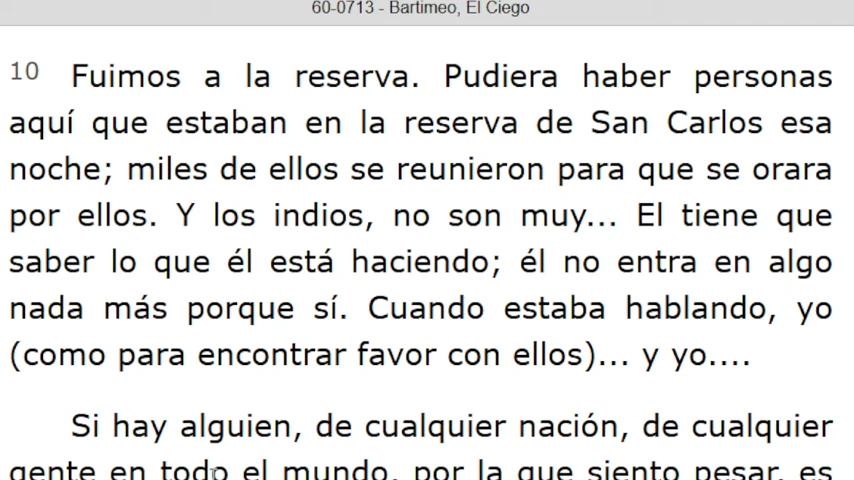 60-0713 - Bartimeo, El Ciego
10 Fuimos a la reserva. Pudiera haber personas
aquí que estaban en la reserva de San Carlos esa
noche; miles de ellos se reunieron para que se orara
por ellos. Y los indios, no son muy... El tiene que
saber lo que él está haciendo; él no entra en algo
nada más porque sí. Cuando estaba hablando, yo
(como para encontrar favor con ellos)... y yo....
Si hay alguien, de cualquier nación, de cualquier
gente en todo el mundo, por la que siento pesar, es